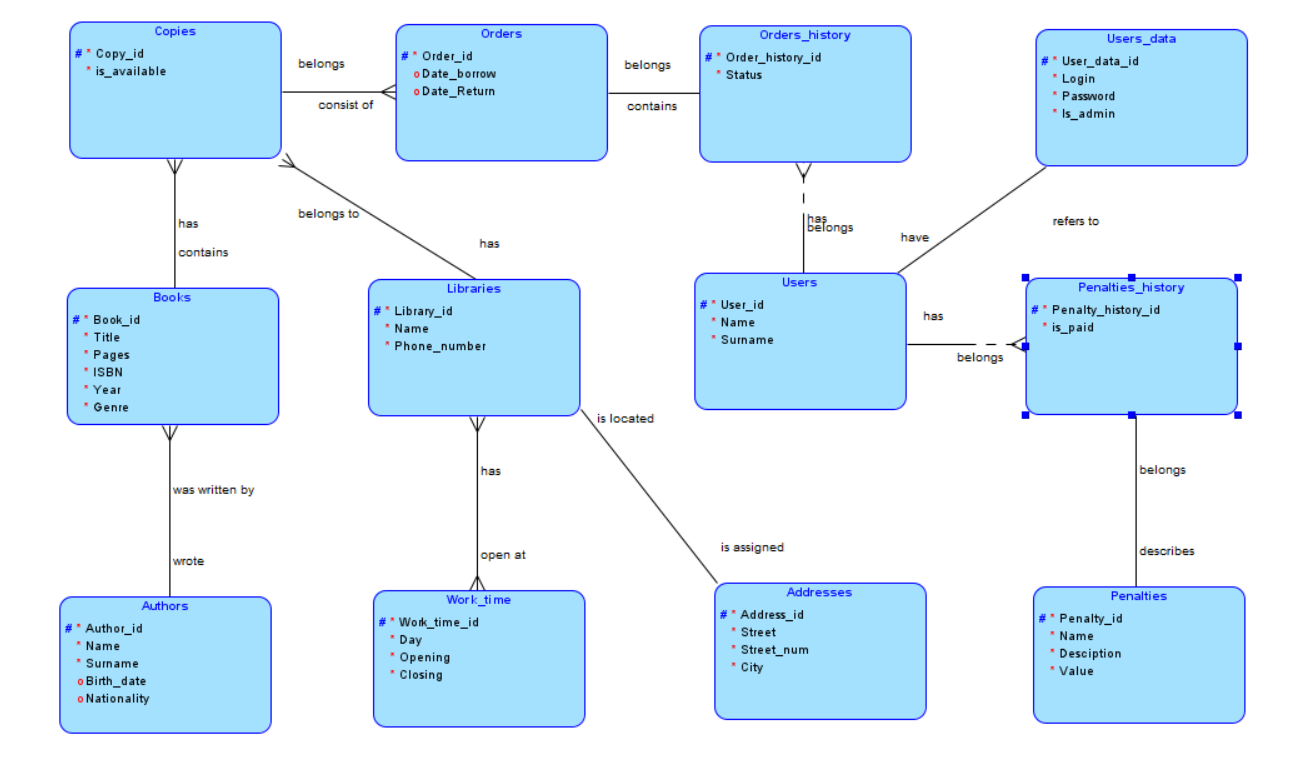 Copies
# * Copy_id
* is_available
belongs
consist of
Orders
# * Order_id
o Date_borrow
o Date_Return
belongs
contains
Orders_history
# * Order_history_id
* Status
Users_data
# * User_data_id
* Login
* Password
* Is_admin
has
contains
belongs to
has
has
belongs
have
refers to
Books
# * Book_id
* Title
* Pages
* ISBN
* Year
* Genre
Libraries
# * Library_id
* Name
* Phone_number
Users
# * User_id
* Name
* Surname
has
belongs
Penalties_history
# * Penalty_history_id
* is_paid
was written by
wrote
has
open at
is located
is assigned
belongs
describes
Authors
# * Author_id
* Name
* Surname
o Birth_date
o Nationality
Work_time
# * Work_time_id
* Day
* Opening
* Closing
Addresses
# * Address_id
* Street
* Street_num
* City
Penalties
# * Penalty_id
* Name
* Desciption
* Value